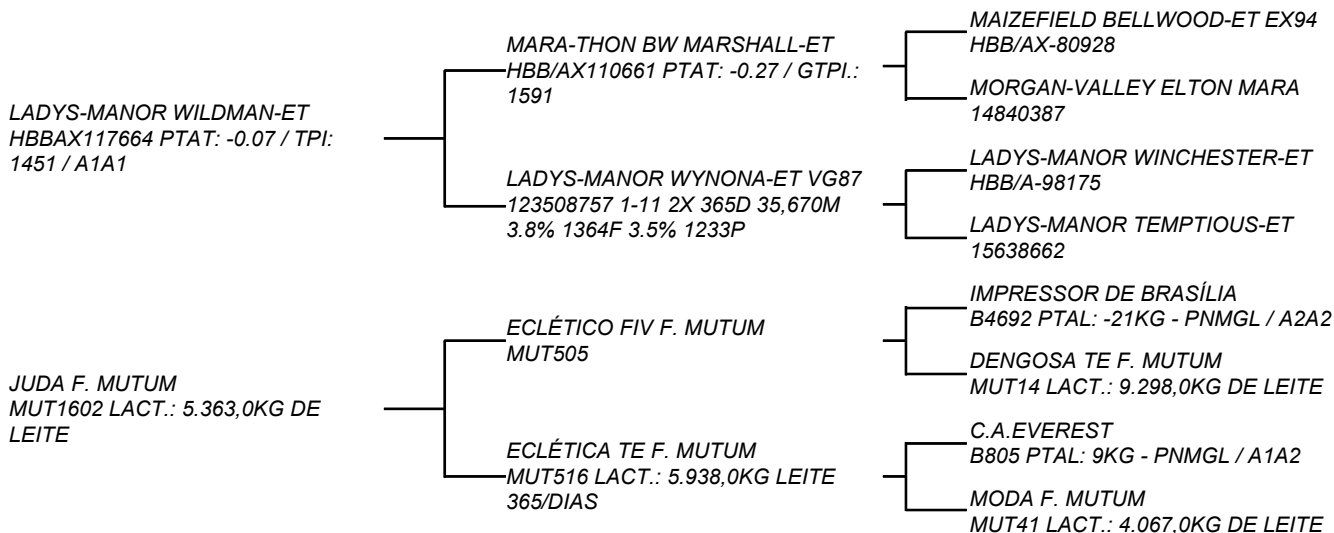 LADYS-MANOR WILDMAN-ET
HBBAX117664 PTAT: -0.07 / TPI:
1451 / A1A1
JUDA F. MUTUM
MUT1602 LACT.: 5.363,0KG DE
LEITE
MARA-THON BW MARSHALL-ET
HBB/AX110661 PTAT: -0.27 / GTPI.:
1591
LADYS-MANOR WYNONA-ET VG87
123508757 1-11 2X 365D 35,670M
3.8% 1364F 3.5% 1233P
ECLÉTICO FIV F. MUTUM
MUT505
ECLÉTICA TE F. MUTUM
MUT516 LACT.: 5.938,0KG LEITE
365/DIAS
MAIZEFIELD BELLWOOD-ET EX94
HBB/AX-80928
MORGAN-VALLEY ELTON MARA
14840387
LADYS-MANOR WINCHESTER-ET
HBB/A-98175
LADYS-MANOR TEMPTIOUS-ET
15638662
IMPRESSOR DE BRASÍLIA
B4692 PTAL: -21KG - PNMGL / A2A2
DENGOSA TE F. MUTUM
MUT14 LACT.: 9.298,0KG DE LEITE
C.A.EVEREST
B805 PTAL: 9KG - PNMGL / A1A2
MODA F. MUTUM
MUT41 LACT.: 4.067,0KG DE LEITE